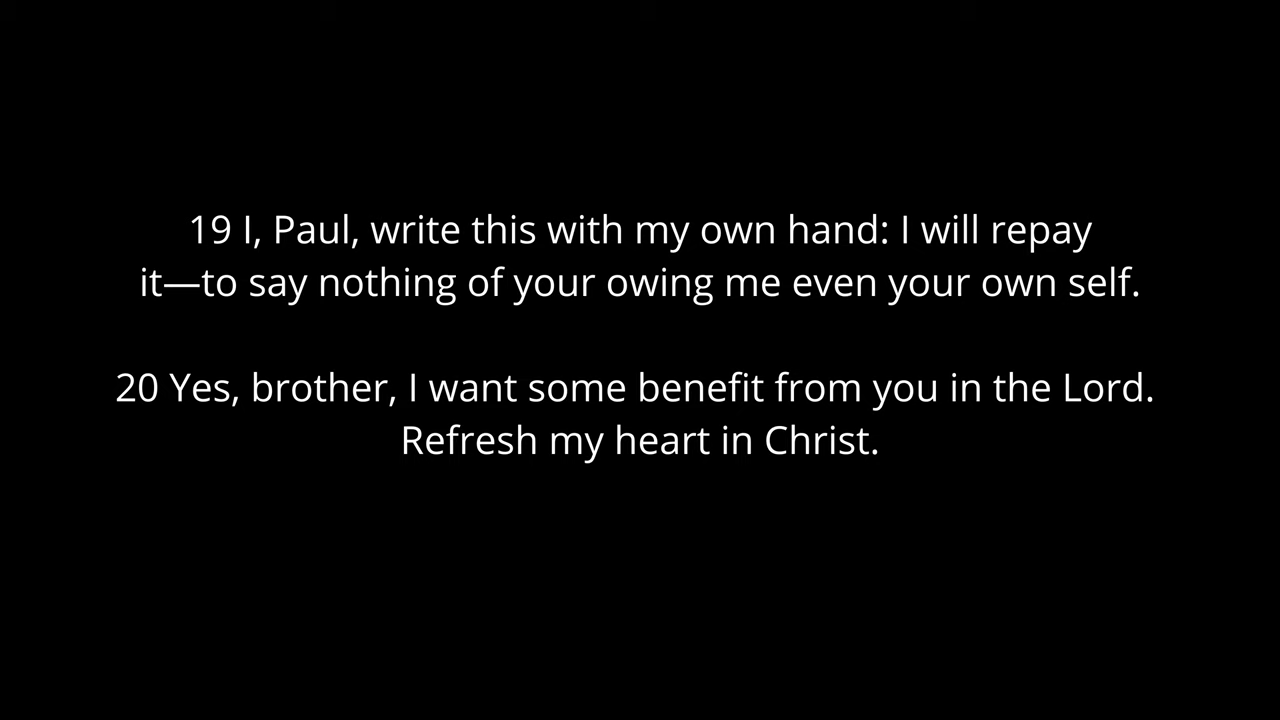 19 I, Paul, write this with my own hand: I will repay
it—to say nothing of your owing me even your own self.
20 Yes, brother, I want some benefit from you in the Lord.
Refresh my heart in Christ.